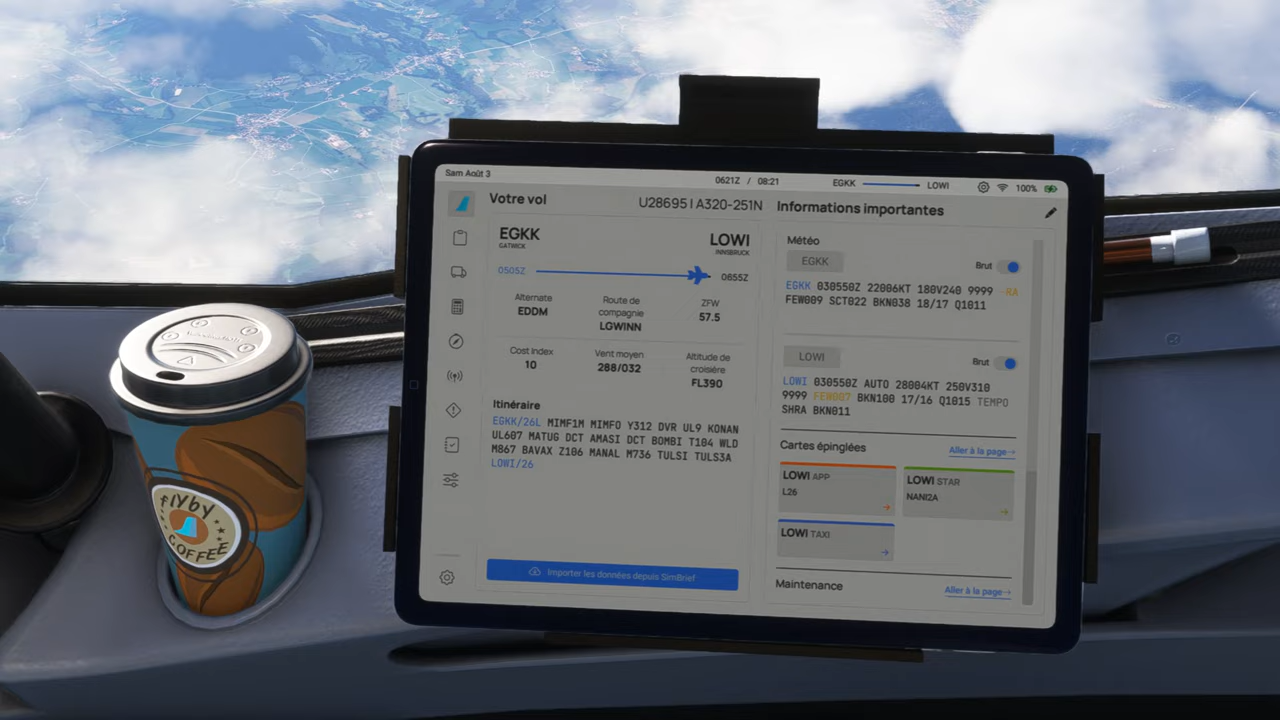 Sam Août 3
0621Z / 08:21
EGKK LOWI
100%
Votre vol
U28695 | A320-251N
EGKK
GATWICK
LOWI
INNSBRUCK
0505Z
0655Z
Alternate
EDDM
Route de
compagnie
LGWINN
ZFW
57.5
Cost Index
10
Vent moyen
288/032
Altitude de
croisière
FL390
Itinéraire
EGKK/26L MIMF1M MIMFO Y312 DVR UL9 KONAN
UL607 MATUG DCT AMASI DCT BOMBI T104 WLD
M867 BAVAX Z106 MANAL M736 TULSI TULS3A
LOWI/26
Importer les données depuis SimBrief
Informations importantes
Météo
EGKK
Brut
EGKK 030550Z 22006KT 180V240 9999 -RA
FEW009 SCT022 BKN038 18/17 Q1011
LOWI
Brut
LOWI 030550Z AUTO 28004KT 250V310
9999 FEW007 BKN100 17/16 Q1015 TEMPO
SHRA BKN011
Cartes épinglées
Aller à la page→
LOWI APP
L26
→
LOWI STAR
NANI2A
→
LOWI TAXI
→
Maintenance
Aller à la page→
flyby
COFFEE